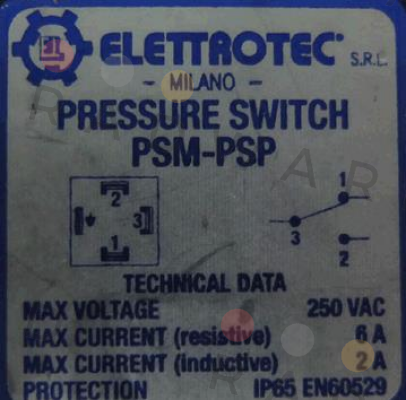 ELETTROTEC S.R.L.
- MILANO -
PRESSURE SWITCH
PSM-PSP
2
3
1
1
3
2
TECHNICAL DATA
MAX VOLTAGE 250 VAC
MAX CURRENT (resistive) 6 A
MAX CURRENT (inductive) 2 A
PROTECTION IP65 EN60529